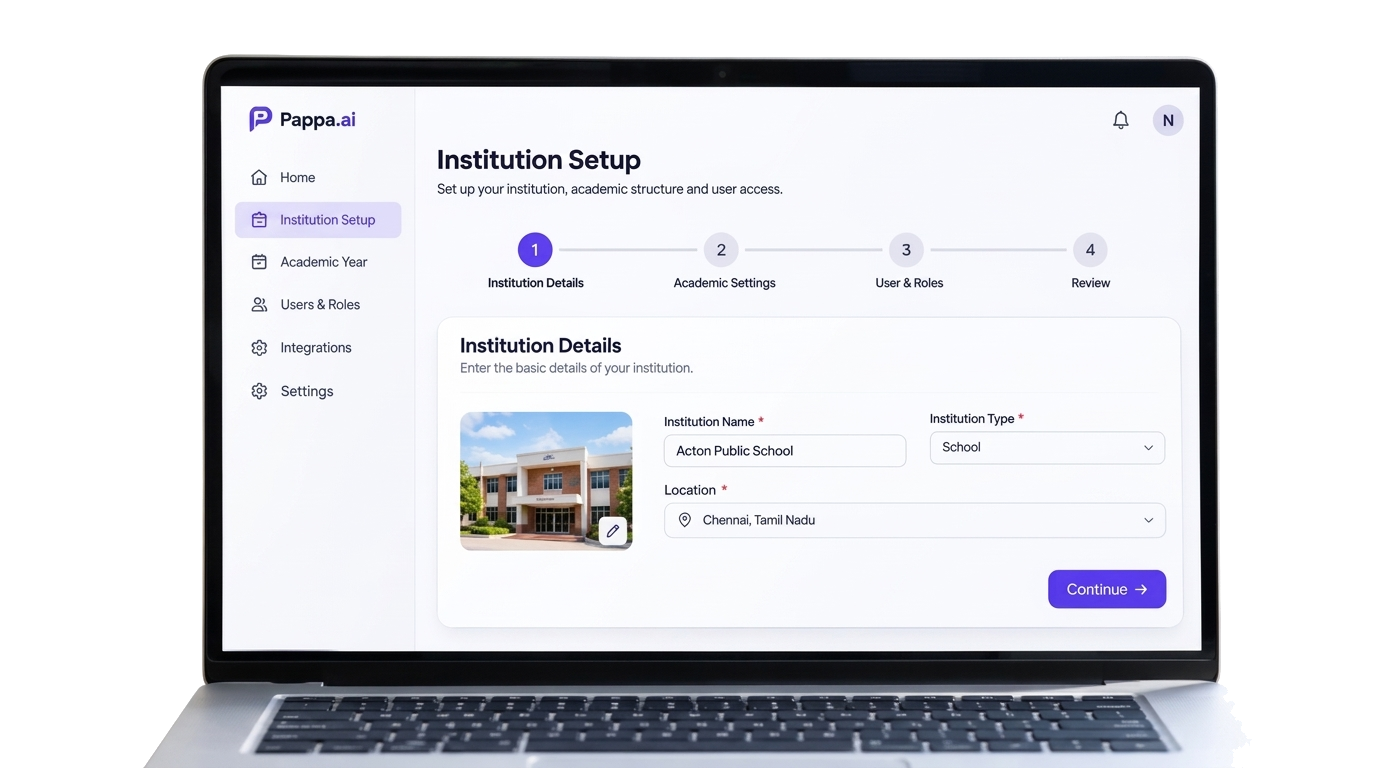 Pappa.ai
N
Home
Institution Setup
Academic Year
Users & Roles
Integrations
Settings
Institution Setup
Set up your institution, academic structure and user access.
1
2
3
4
Institution Details
Academic Settings
User & Roles
Review
Institution Details
Enter the basic details of your institution.
Institution Name *
Acton Public School
Institution Type *
School
Location *
Chennai, Tamil Nadu
Continue